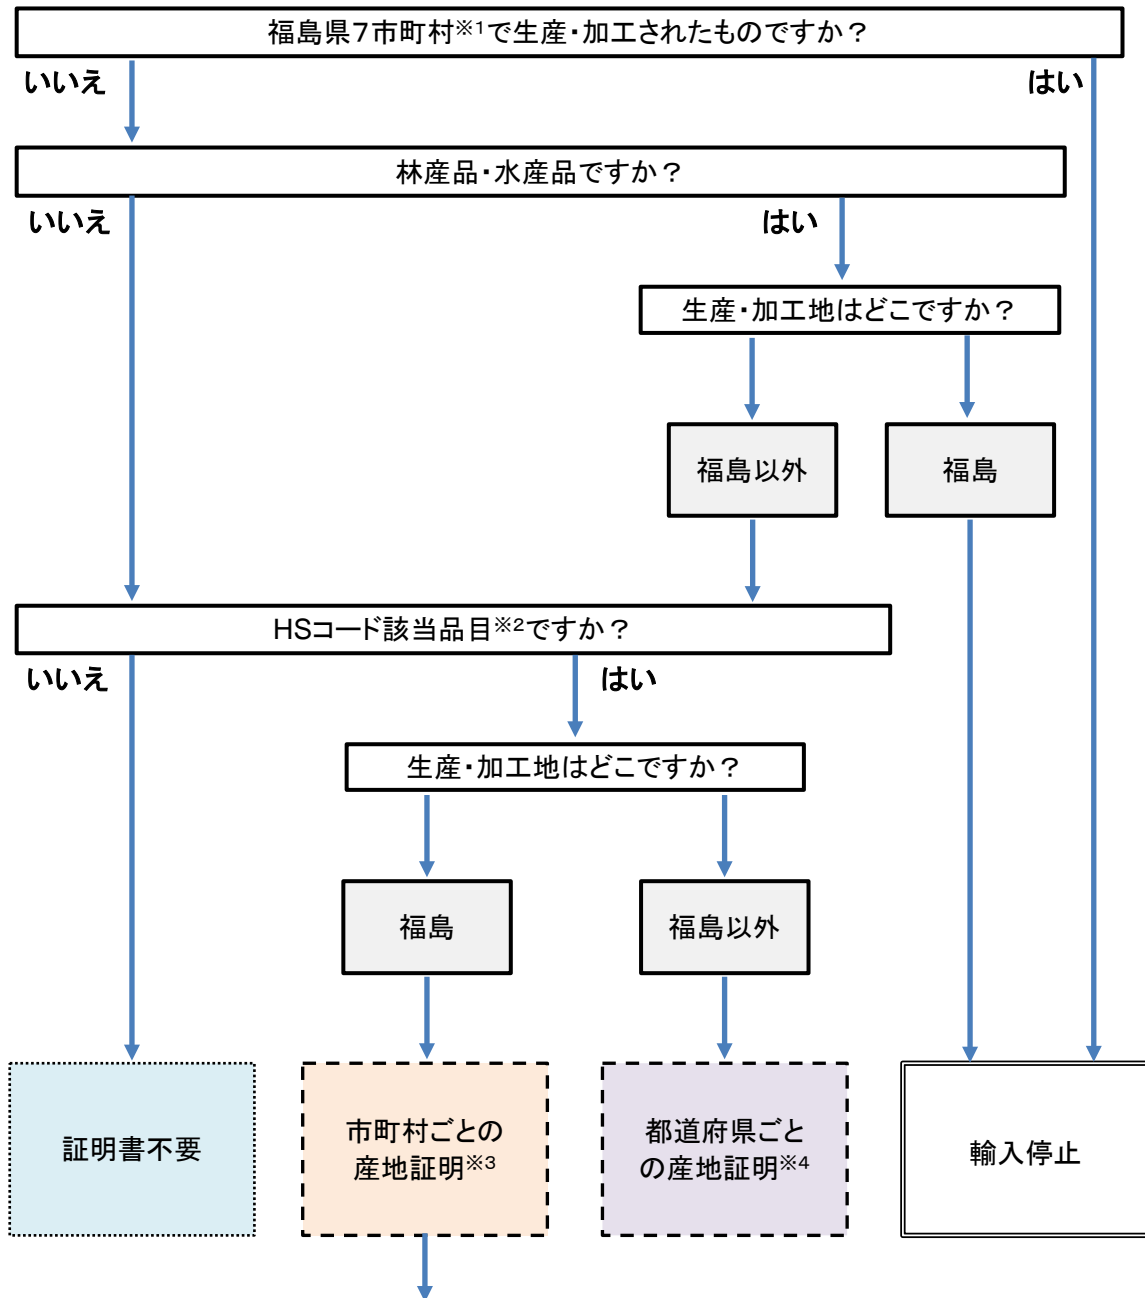 福島県7市町村※1で生産・加工されたものですか？
いいえ
はい
林産品・水産品ですか？
いいえ
はい
生産・加工地はどこですか？
福島以外
福島
HSコード該当品目※2ですか？
いいえ
はい
生産・加工地はどこですか？
福島
福島以外
証明書不要
市町村ごとの
産地証明※3
都道府県ごと
の産地証明※4
輸入停止